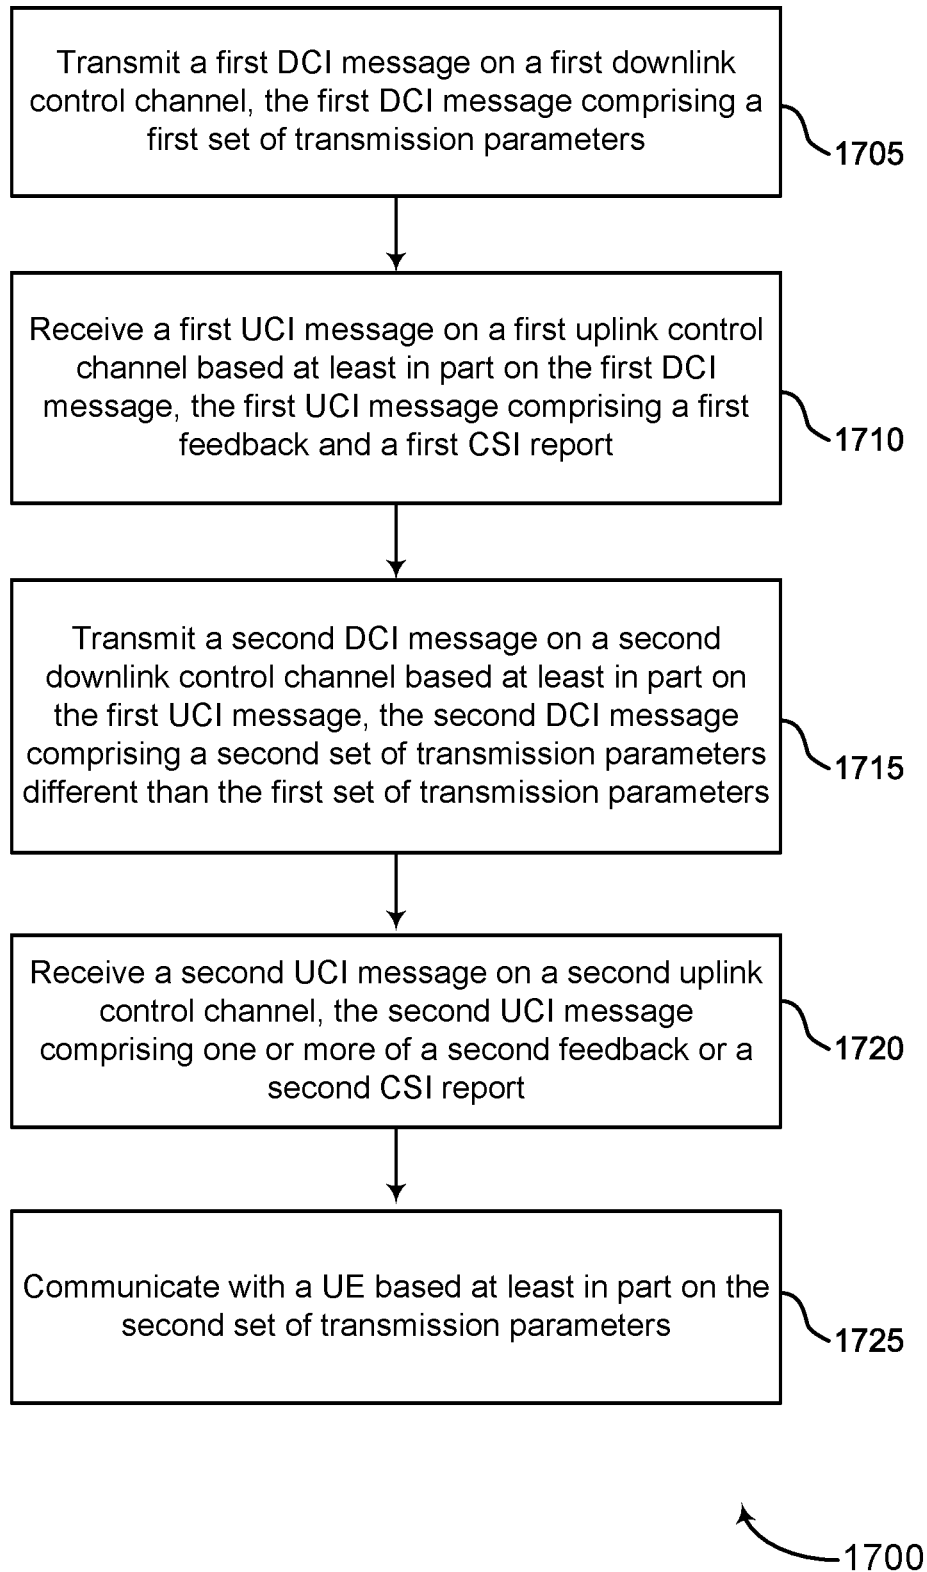 Transmit a first DCI message on a first downlink
control channel, the first DCI message comprising a
first set of transmission parameters
1705
Receive a first UCI message on a first uplink control
channel based at least in part on the first DCI
message, the first UCI message comprising a first
feedback and a first CSI report
1710
Transmit a second DCI message on a second
downlink control channel based at least in part on
the first UCI message, the second DCI message
comprising a second set of transmission parameters
different than the first set of transmission parameters
1715
Receive a second UCI message on a second uplink
control channel, the second UCI message
comprising one or more of a second feedback or a
second CSI report
1720
Communicate with a UE based at least in part on the
second set of transmission parameters
1725
1700